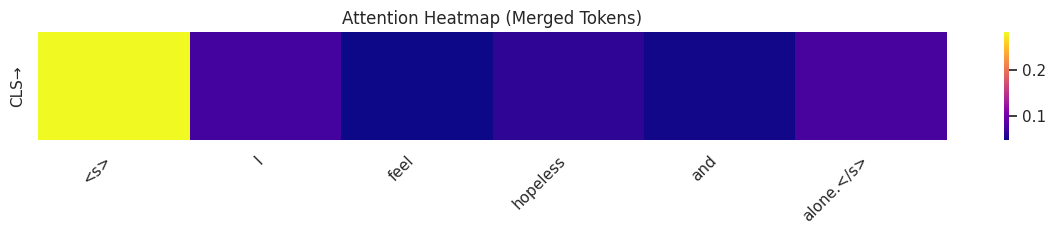 Attention Heatmap (Merged Tokens)
CLS→
0.2
0.1
<s>
I
feel
hopeless
and
alone.</s>